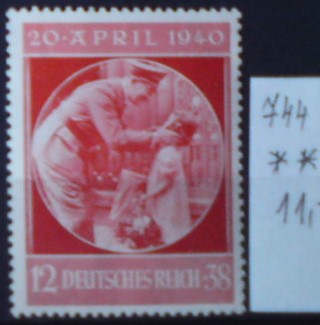 20·APRIL 1940
744
**
11,-
12 DEUTSCHES REICH 38